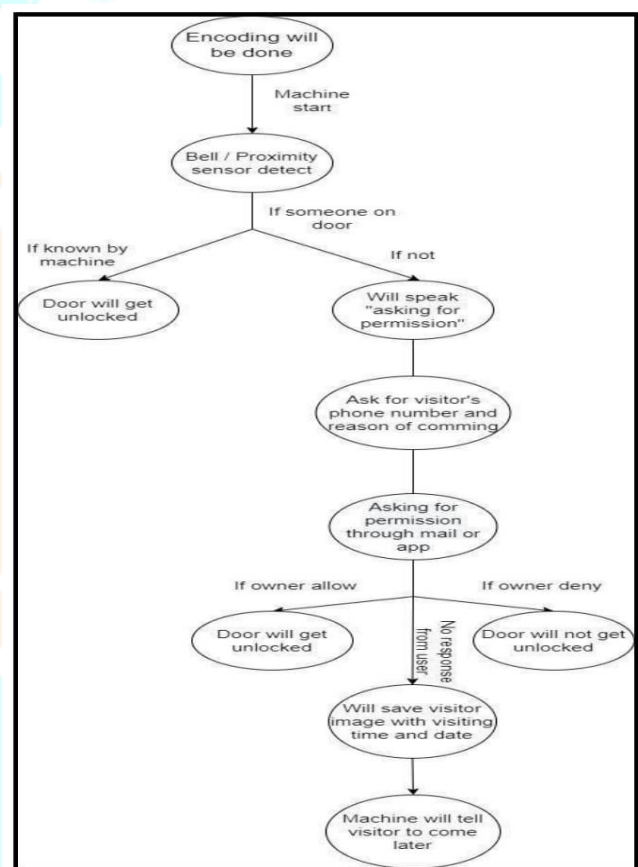 Encoding will
be done
Machine
start
Bell / Proximity
sensor detect
If someone on
door
If known by
machine
If not
Door will get
unlocked
Will speak
"asking for
permission"
Ask for visitor's
phone number and
reason of comming
Asking for
permission
through mail or
app
If owner allow
If owner deny
Door will get
unlocked
No response
from user
Door will not get
unlocked
Will save visitor
image with visiting
time and date
Machine will tell
visitor to come
later